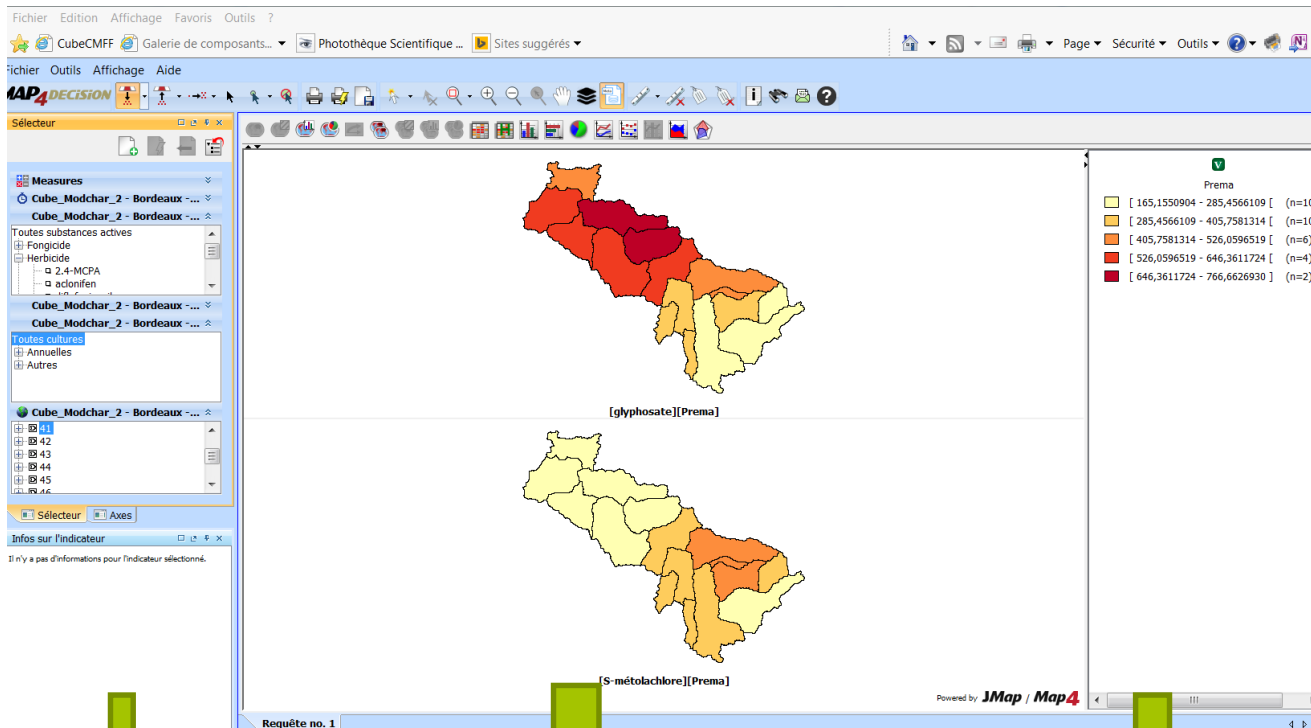 Fichier Edition Affichage Favoris Outils ?
CubeCMFF Galerie de composants... Photothèque Scientifique ... Sites suggérés
Page Sécurité Outils
Fichier Outils Affichage Aide
MAP4DECISION
Sélecteur
Measures
Cube_Modchar_2 - Bordeaux -...
Cube_Modchar_2 - Bordeaux -...
Toutes substances actives
Fongicide
Herbicide
2.4-MCPA
aclonifen
Cube_Modchar_2 - Bordeaux -...
Cube_Modchar_2 - Bordeaux -...
Toutes cultures
Annuelles
Autres
Cube_Modchar_2 - Bordeaux -...
41
42
43
44
45
46
Sélecteur Axes
Infos sur l'indicateur
Il n'y a pas d'informations pour l'indicateur sélectionné.
[glyphosate][Prema]
[S-métolachlore][Prema]
Powered by JMap / Map4
Requête no. 1
V
Prema
[ 165,1550904 - 285,4566109 [ (n=10
[ 285,4566109 - 405,7581314 [ (n=10
[ 405,7581314 - 526,0596519 [ (n=6)
[ 526,0596519 - 646,3611724 [ (n=4)
[ 646,3611724 - 766,6626930 ] (n=2)